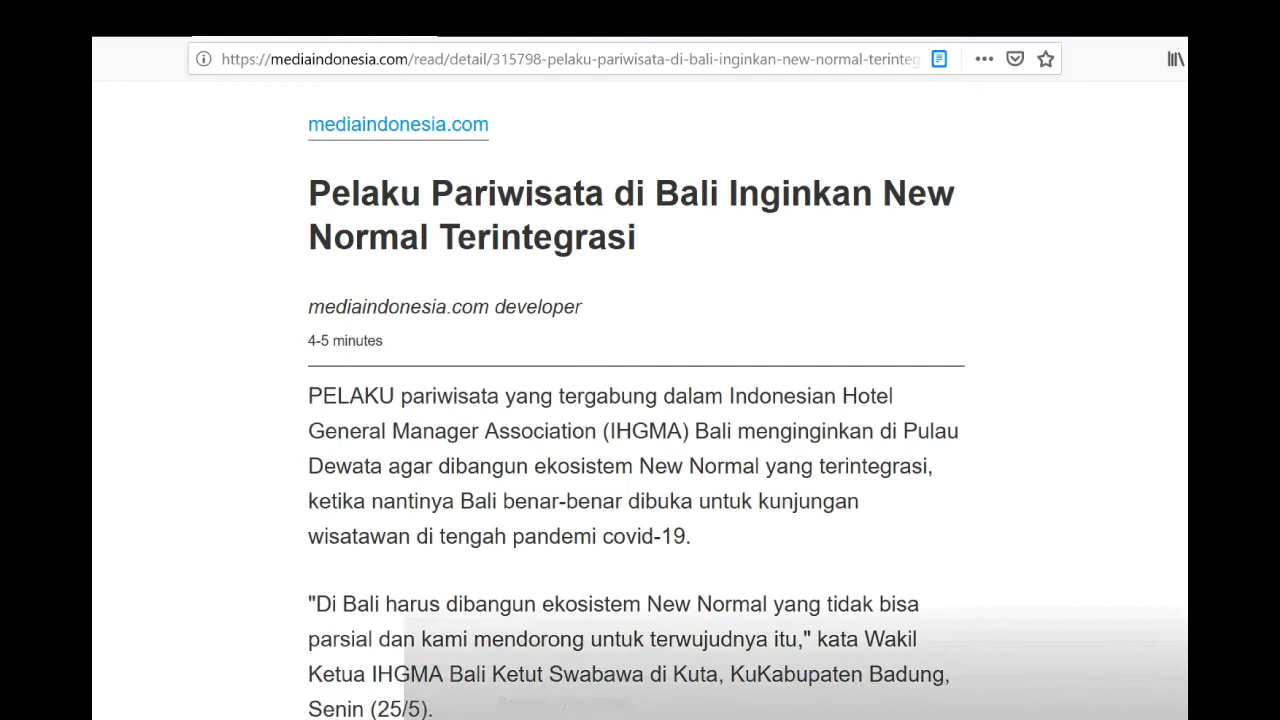 https://mediaindonesia.com/read/detail/315798-pelaku-pariwisata-di-bali-inginkan-new-normal-terinteg
mediaindonesia.com
Pelaku Pariwisata di Bali Inginkan New
Normal Terintegrasi
mediaindonesia.com developer
4-5 minutes
PELAKU pariwisata yang tergabung dalam Indonesian Hotel
General Manager Association (IHGMA) Bali menginginkan di Pulau
Dewata agar dibangun ekosistem New Normal yang terintegrasi,
ketika nantinya Bali benar-benar dibuka untuk kunjungan
wisatawan di tengah pandemi covid-19.
"Di Bali harus dibangun ekosistem New Normal yang tidak bisa
parsial dan kami mendorong untuk terwujudnya itu," kata Wakil
Ketua IHGMA Bali Ketut Swabawa di Kuta, KuKabupaten Badung,
Senin (25/5).